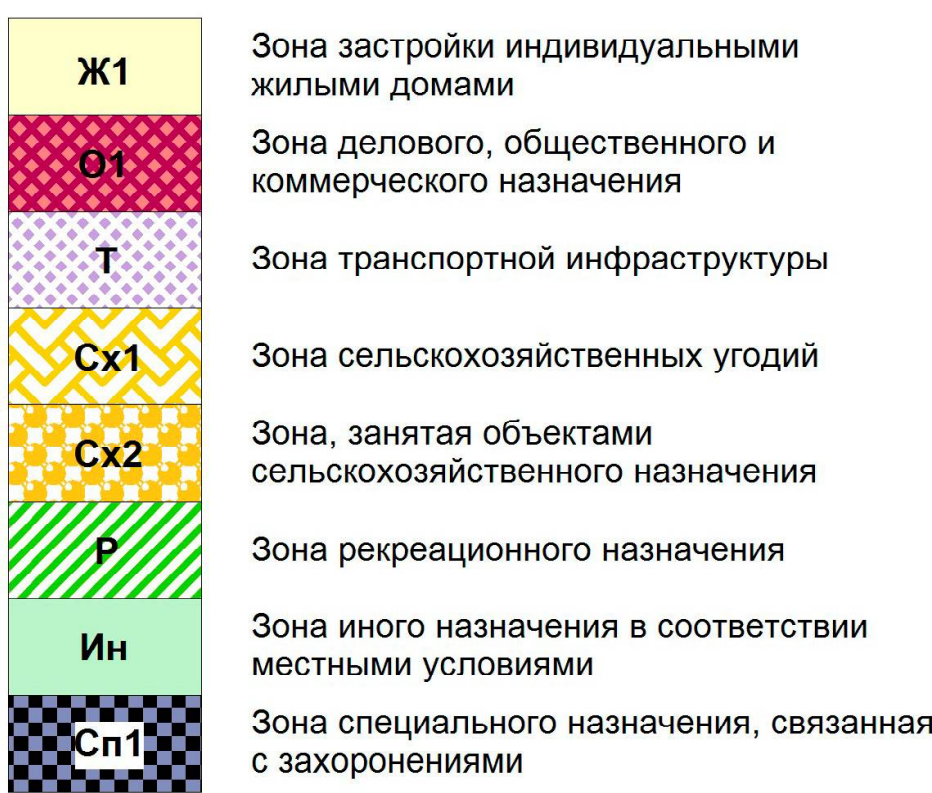 Ж1
Зона застройки индивидуальными
жилыми домами
О1
Зона делового, общественного и
коммерческого назначения
Т
Зона транспортной инфраструктуры
Сх1
Зона сельскохозяйственных угодий
Сх2
Зона, занятая объектами
сельскохозяйственного назначения
Р
Зона рекреационного назначения
Ин
Зона иного назначения в соответствии
местными условиями
Сп1
Зона специального назначения, связанная
с захоронениями